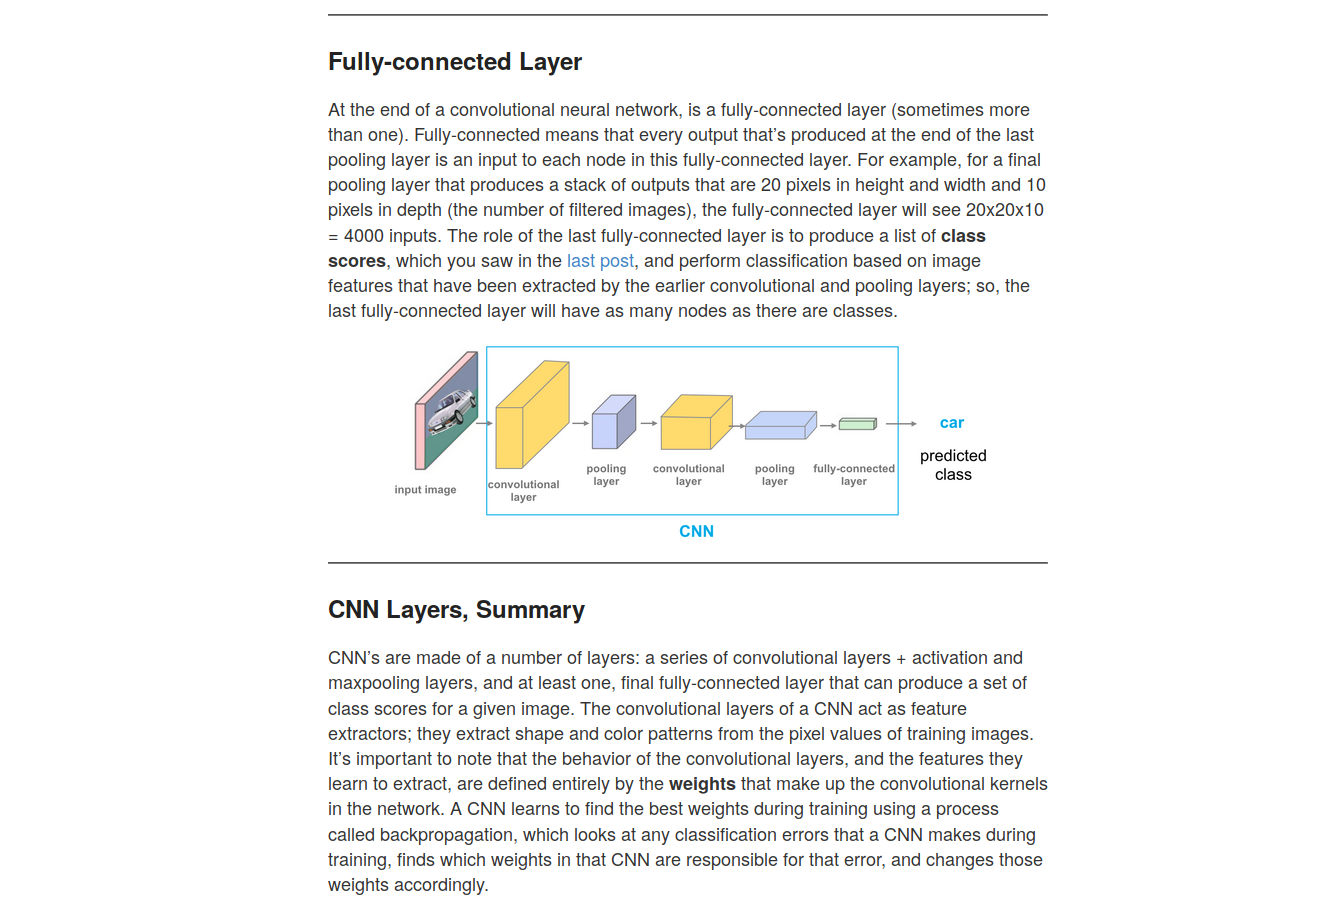 Fully-connected Layer
At the end of a convolutional neural network, is a fully-connected layer (sometimes more
than one). Fully-connected means that every output that’s produced at the end of the last
pooling layer is an input to each node in this fully-connected layer. For example, for a final
pooling layer that produces a stack of outputs that are 20 pixels in height and width and 10
pixels in depth (the number of filtered images), the fully-connected layer will see 20x20x10
= 4000 inputs. The role of the last fully-connected layer is to produce a list of class
scores, which you saw in the last post, and perform classification based on image
features that have been extracted by the earlier convolutional and pooling layers; so, the
last fully-connected layer will have as many nodes as there are classes.
input image
convolutional
layer
pooling
layer
convolutional
layer
pooling
layer
fully-connected
layer
car
predicted
class
CNN
CNN Layers, Summary
CNN’s are made of a number of layers: a series of convolutional layers + activation and
maxpooling layers, and at least one, final fully-connected layer that can produce a set of
class scores for a given image. The convolutional layers of a CNN act as feature
extractors; they extract shape and color patterns from the pixel values of training images.
It’s important to note that the behavior of the convolutional layers, and the features they
learn to extract, are defined entirely by the weights that make up the convolutional kernels
in the network. A CNN learns to find the best weights during training using a process
called backpropagation, which looks at any classification errors that a CNN makes during
training, finds which weights in that CNN are responsible for that error, and changes those
weights accordingly.